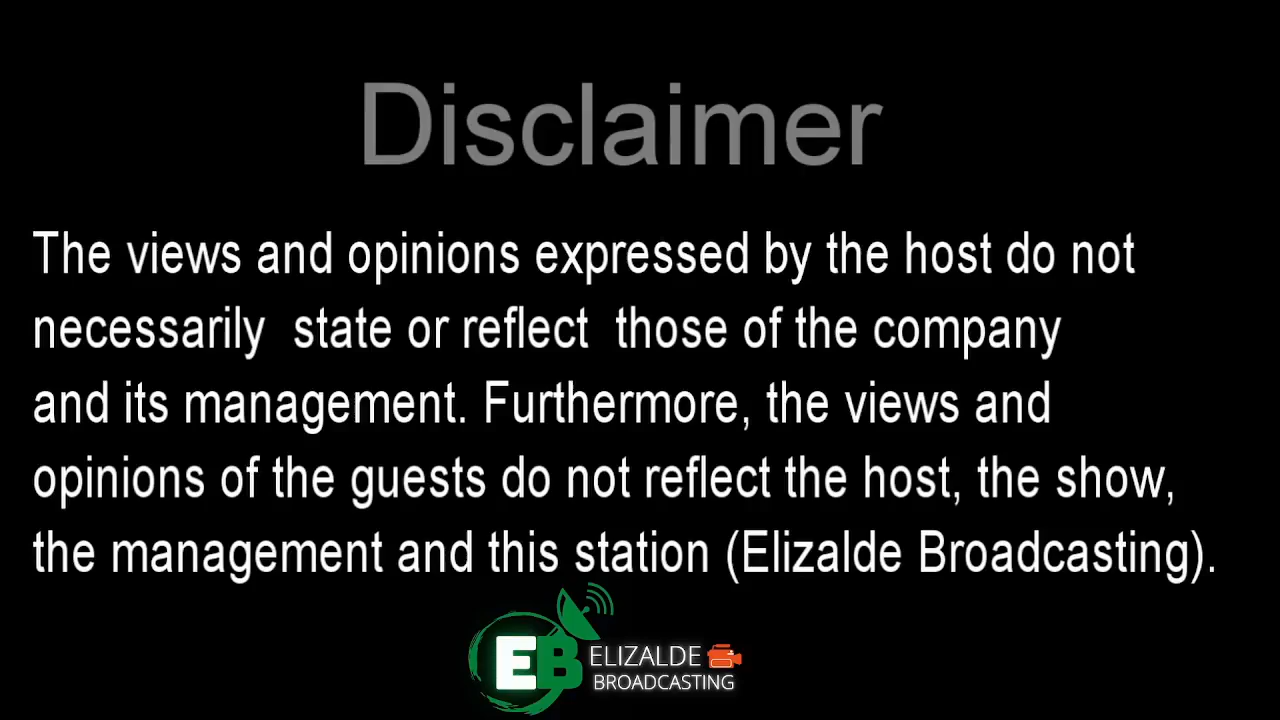 Disclaimer
The views and opinions expressed by the host do not
necessarily  state or reflect  those of the company
and its management. Furthermore, the views and
opinions of the guests do not reflect the host, the show,
the management and this station (Elizalde Broadcasting).
EB ELIZALDE
BROADCASTING